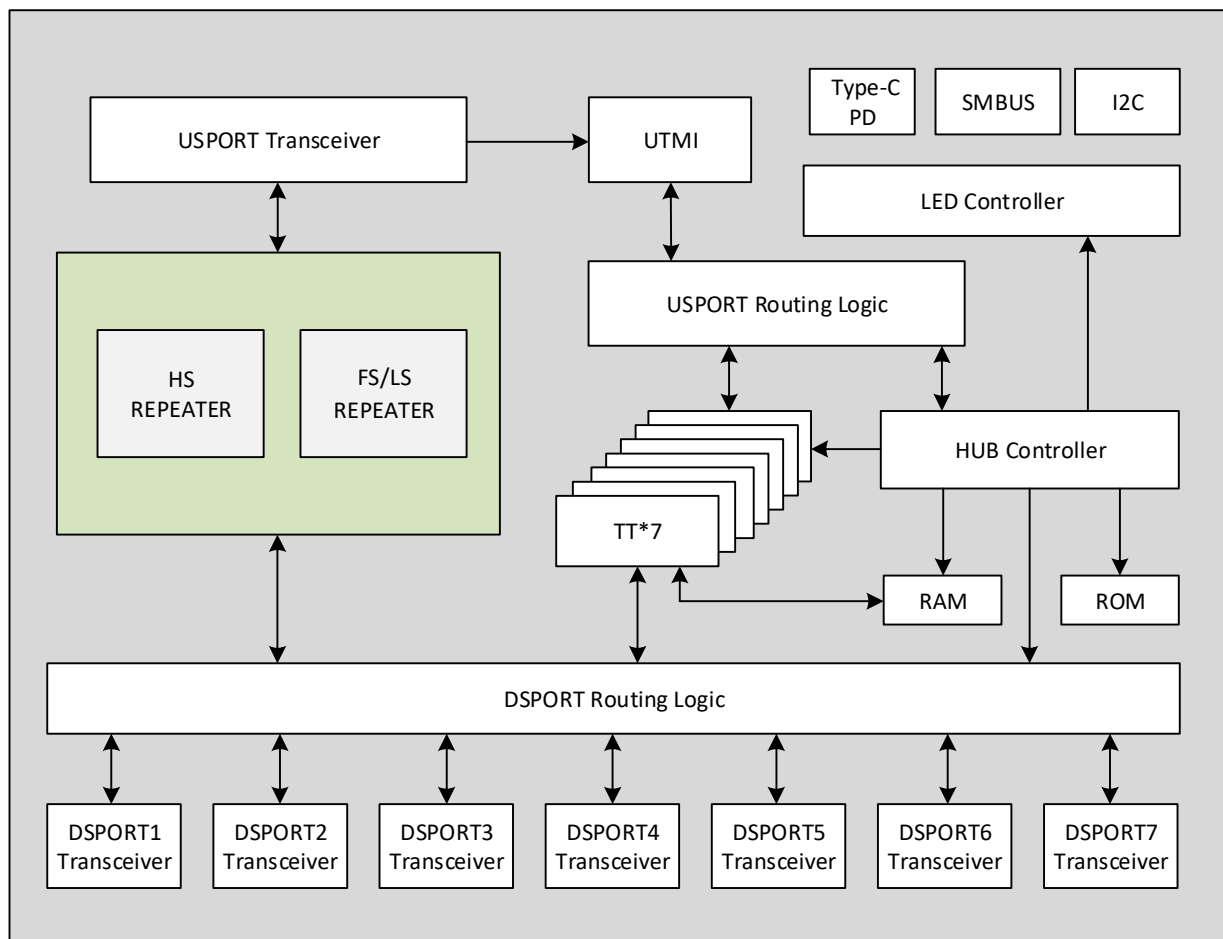 Type-C
PD
SMBUS
I2C
USPORT Transceiver
UTMI
LED Controller
USPORT Routing Logic
HS
REPEATER
FS/LS
REPEATER
HUB Controller
TT*7
RAM
ROM
DSPORT Routing Logic
DSPORT1
Transceiver
DSPORT2
Transceiver
DSPORT3
Transceiver
DSPORT4
Transceiver
DSPORT5
Transceiver
DSPORT6
Transceiver
DSPORT7
Transceiver